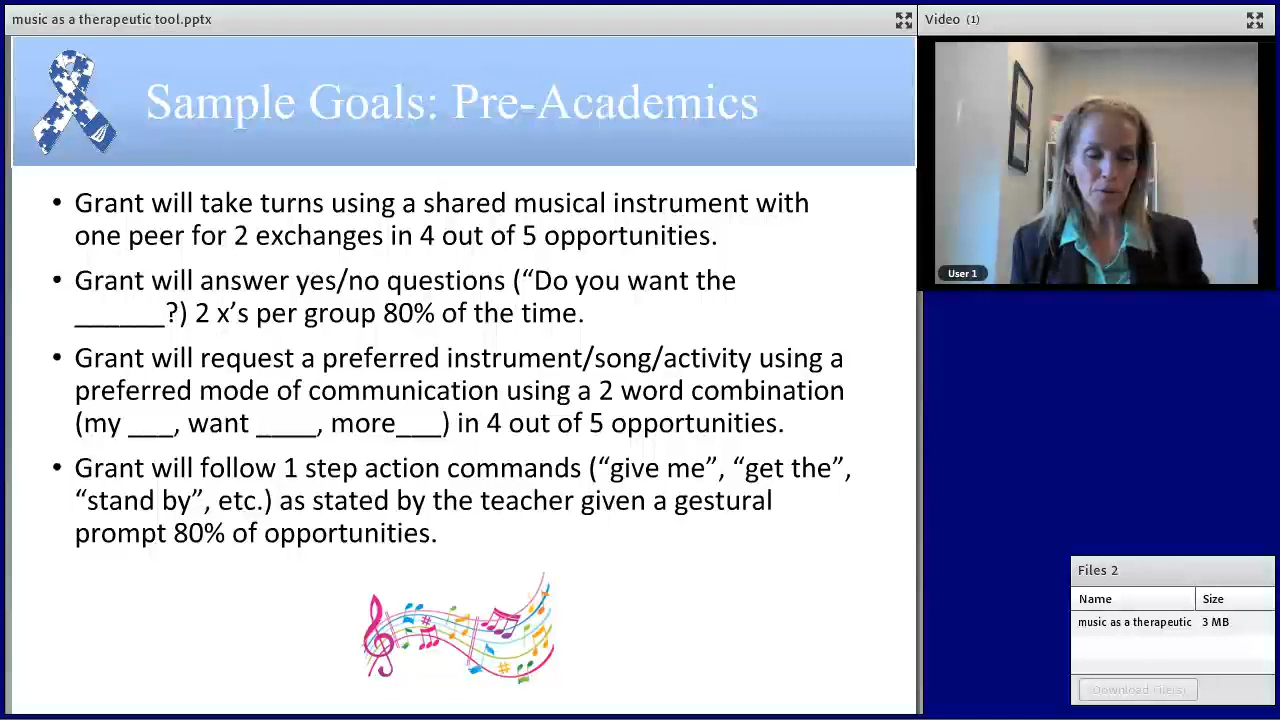 music as a therapeutic tool.pptx
Video (1)
Sample Goals: Pre-Academics
• Grant will take turns using a shared musical instrument with
one peer for 2 exchanges in 4 out of 5 opportunities.
• Grant will answer yes/no questions (“Do you want the
______?) 2 x’s per group 80% of the time.
• Grant will request a preferred instrument/song/activity using a
preferred mode of communication using a 2 word combination
(my ___, want ____, more___) in 4 out of 5 opportunities.
• Grant will follow 1 step action commands (“give me”, “get the”,
“stand by”, etc.) as stated by the teacher given a gestural
prompt 80% of opportunities.
User 1
Files 2
Name Size
music as a therapeutic 3 MB
Download File(s)